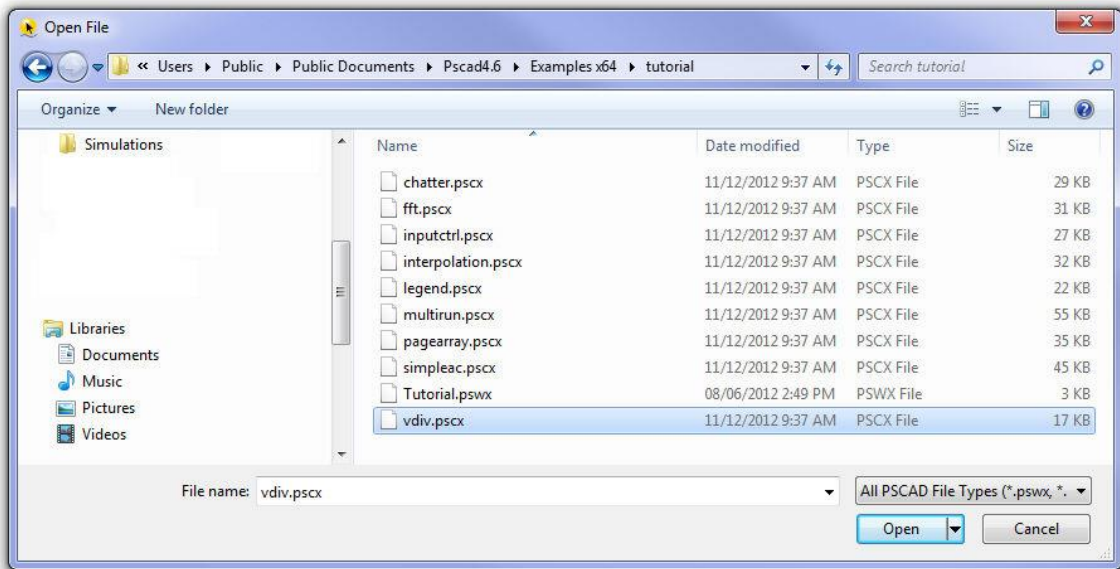 Open File
« Users Public Public Documents Pscad4.6 Examples x64 tutorial Search tutorial
Organize New folder
Simulations
Libraries
Documents
Music
Pictures
Videos
Name Date modified Type Size
chatter.pscx 11/12/2012 9:37 AM PSCX File 29 KB
fft.pscx 11/12/2012 9:37 AM PSCX File 31 KB
inputctrl.pscx 11/12/2012 9:37 AM PSCX File 27 KB
interpolation.pscx 11/12/2012 9:37 AM PSCX File 32 KB
legend.pscx 11/12/2012 9:37 AM PSCX File 22 KB
multirun.pscx 11/12/2012 9:37 AM PSCX File 55 KB
pagearray.pscx 11/12/2012 9:37 AM PSCX File 35 KB
simpleac.pscx 11/12/2012 9:37 AM PSCX File 45 KB
Tutorial.pswx 08/06/2012 2:49 PM PSWX File 3 KB
vdiv.pscx 11/12/2012 9:37 AM PSCX File 17 KB
File name: vdiv.pscx All PSCAD File Types (*.pswx, *.
Open Cancel